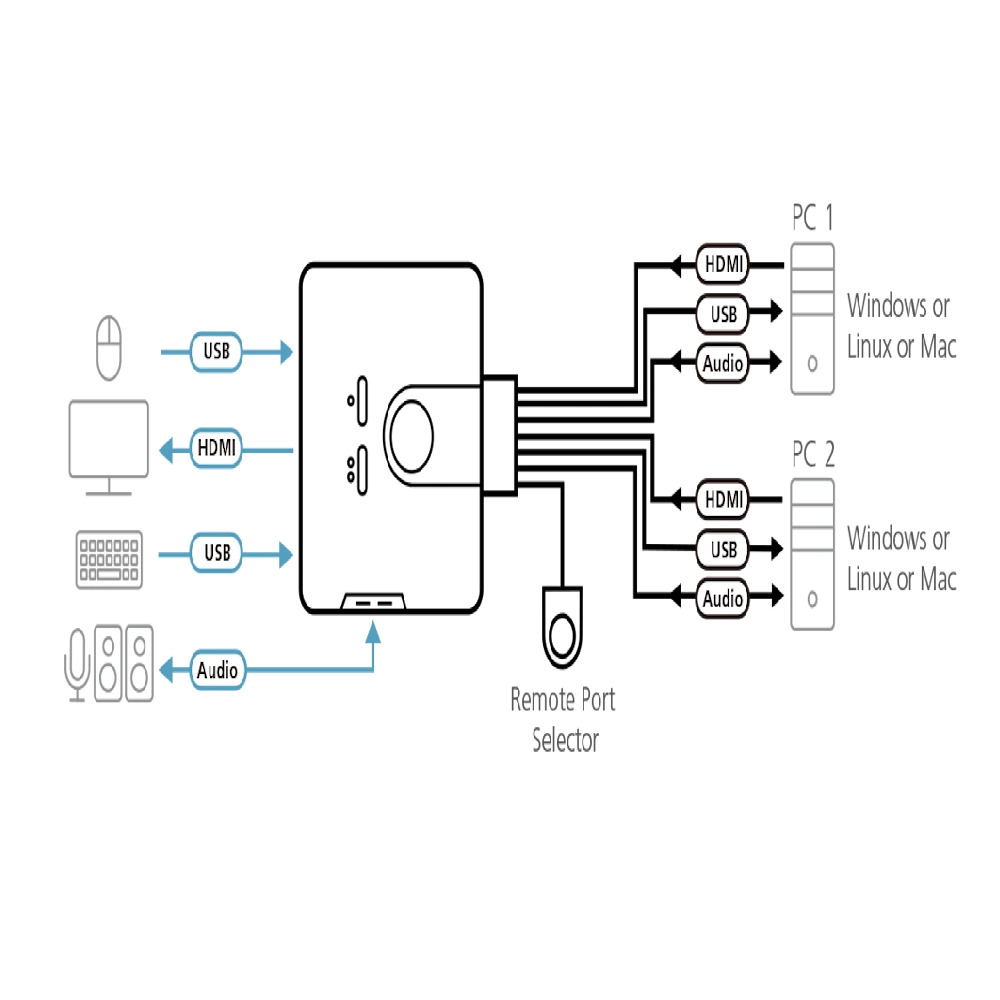 USB
HDMI
USB
Audio
PC 1
HDMI
USB
Audio
Windows or
Linux or Mac
PC 2
HDMI
USB
Audio
Windows or
Linux or Mac
Remote Port
Selector